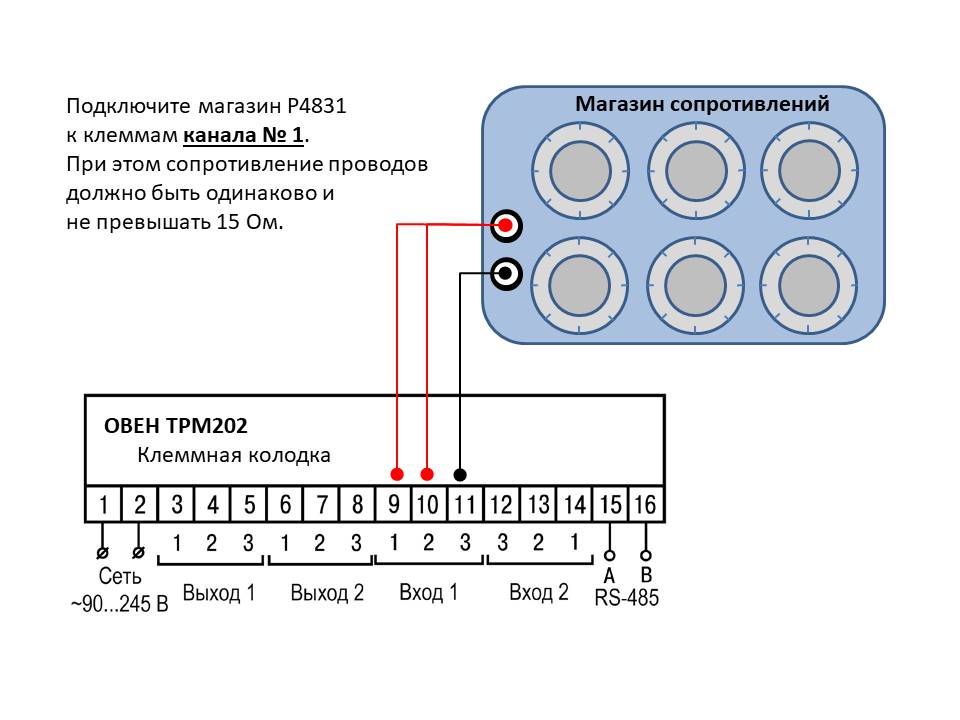 Подключите магазин Р4831
к клеммам канала № 1.
При этом сопротивление проводов
должно быть одинаково и
не превышать 15 Ом.
Магазин сопротивлений
ОВЕН ТРМ202
Клеммная колодка
1 2 3 4 5 6 7 8 9 10 11 12 13 14 15 16
1 2 3 1 2 3 1 2 3 3 2 1
Сеть
~90...245 В
Выход 1 Выход 2 Вход 1 Вход 2
A B
RS-485